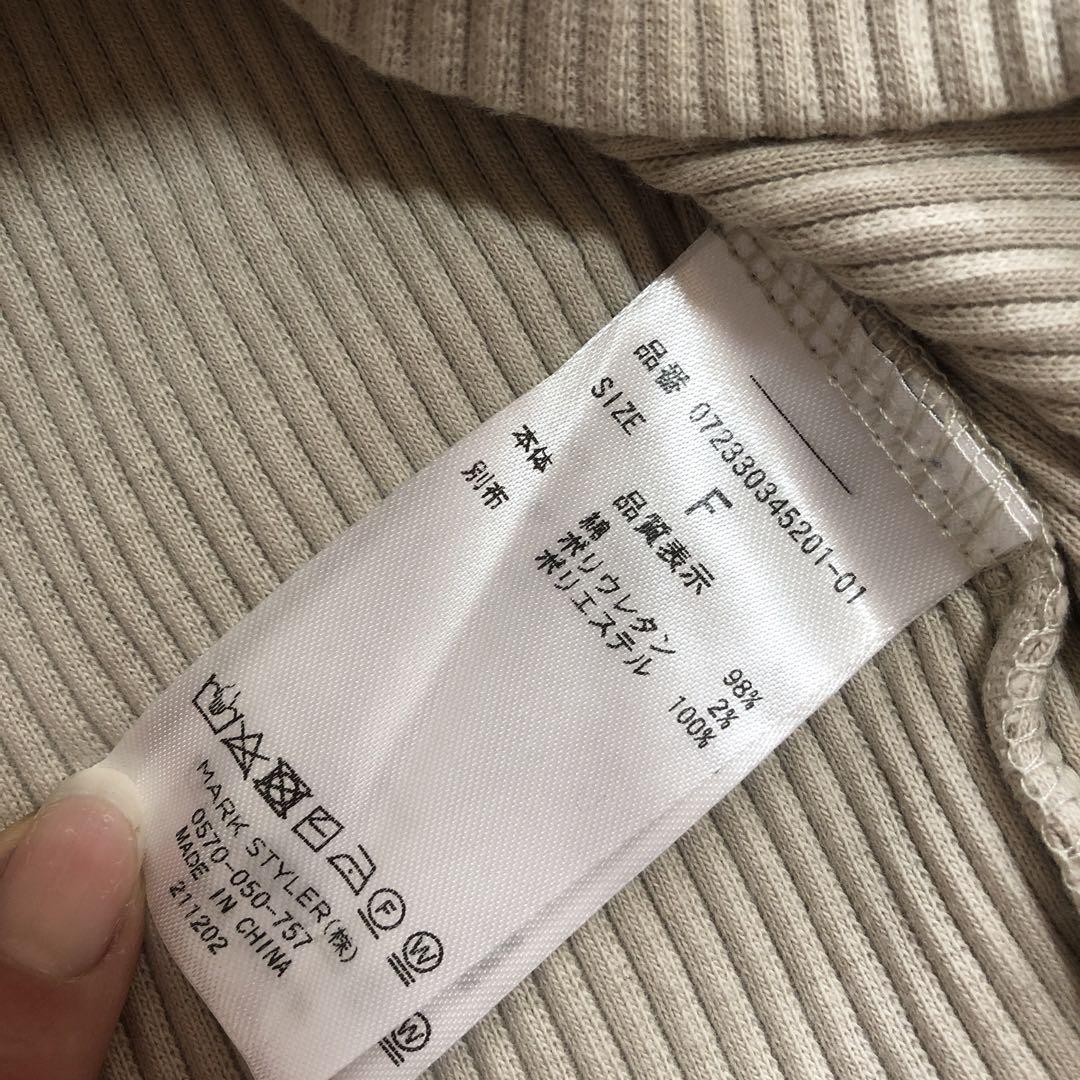 品番 072330345201-01
SIZE F
品質表示
本体 綿 98%
ポリウレタン 2%
別布 ポリエステル 100%
F
W
MARK STYLER(株)
0570-050-757
MADE IN CHINA
211202
W